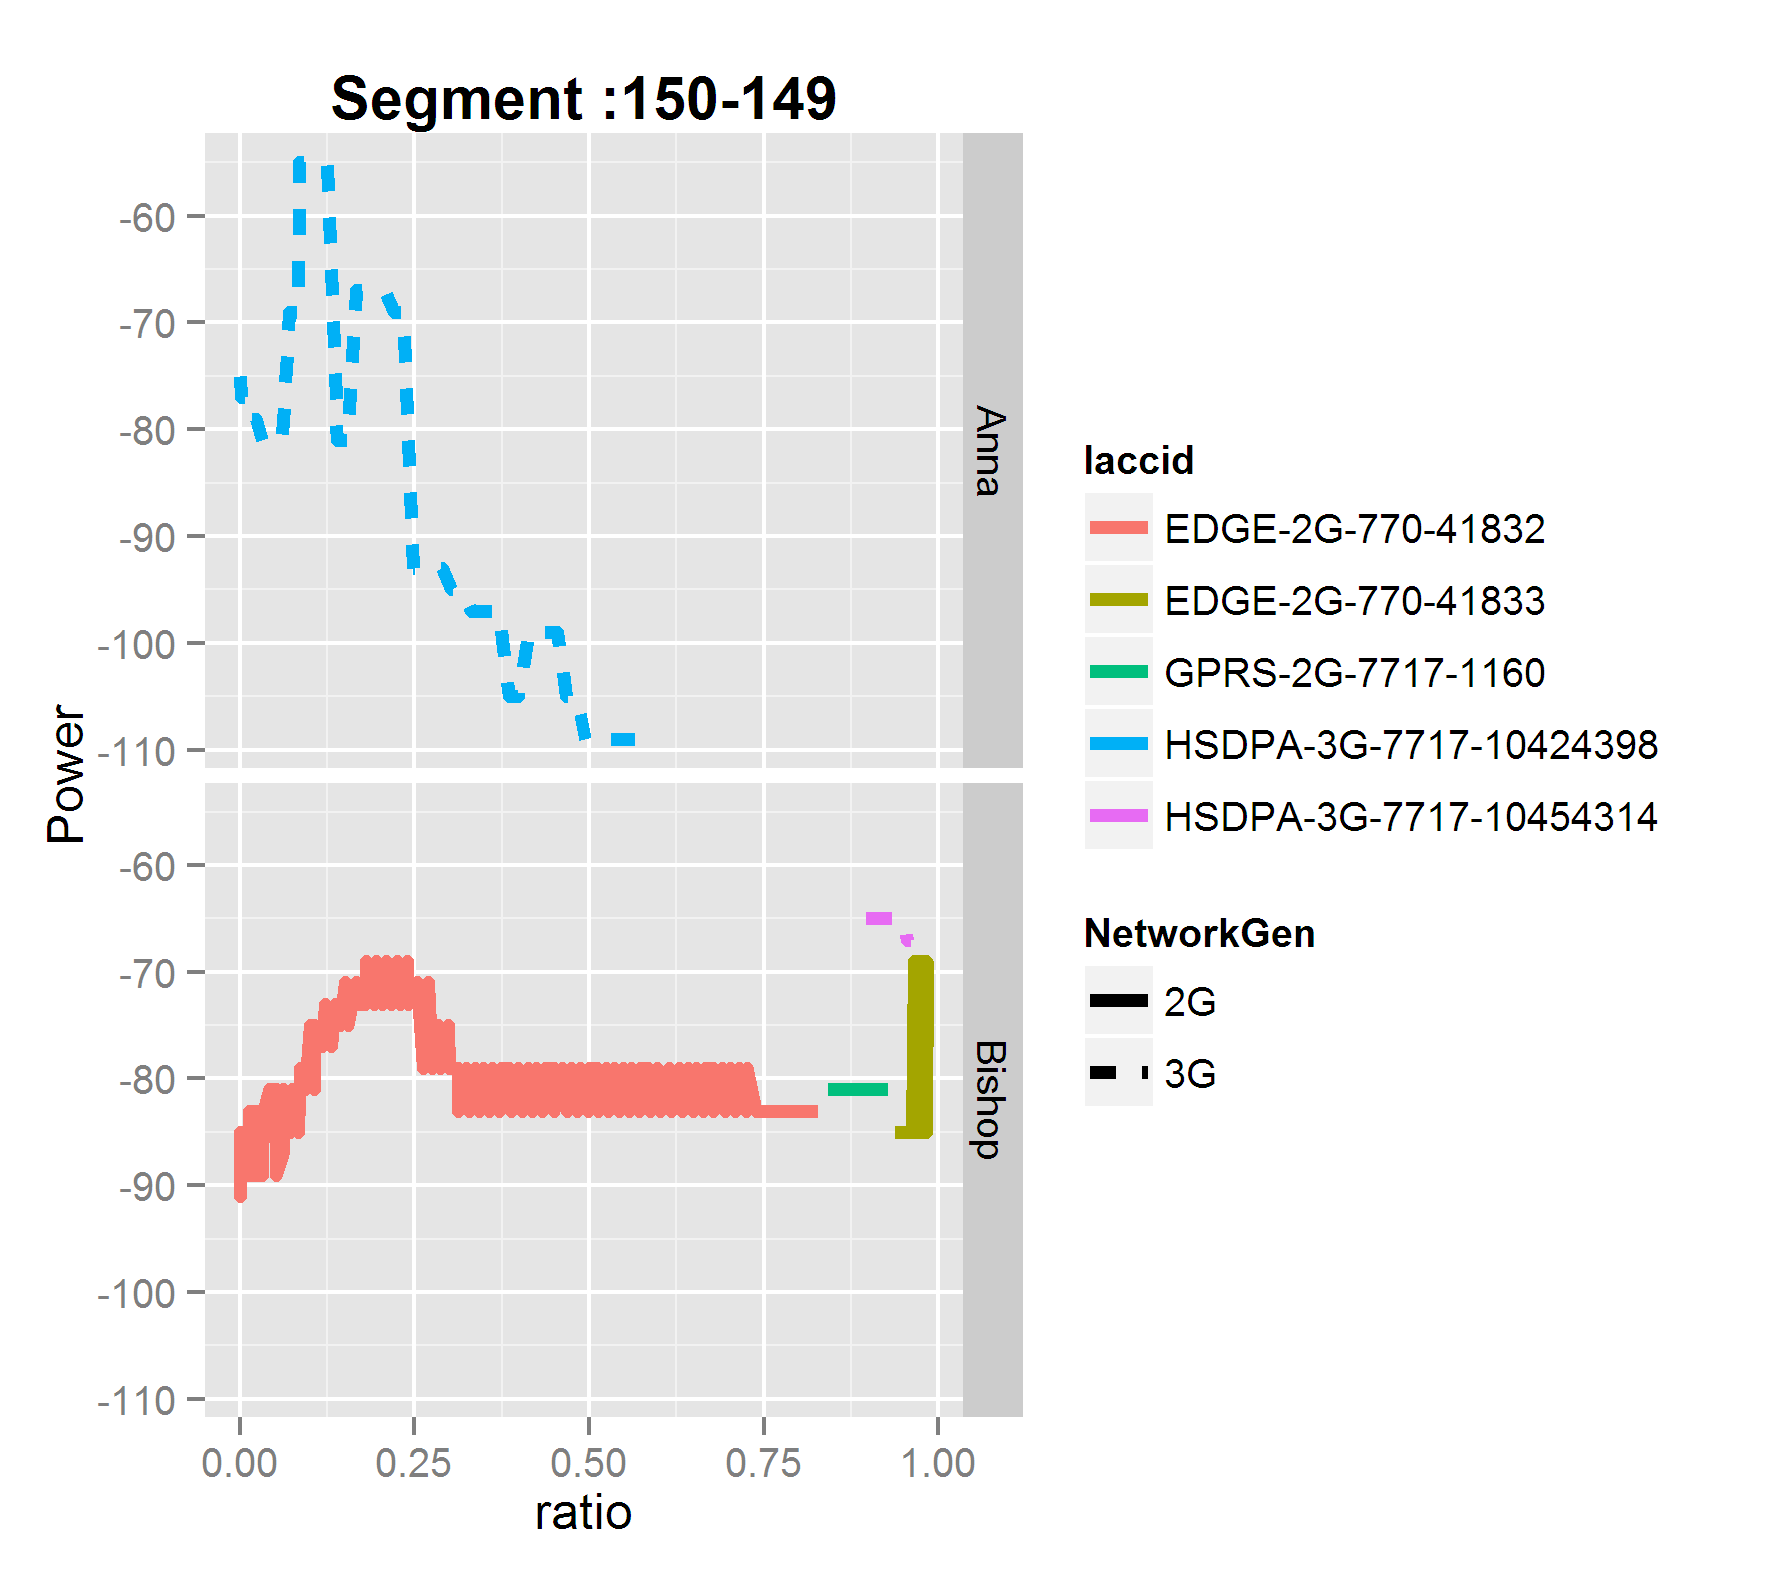 Segment :150-149
Power
-60
-70
-80
-90
-100
-110
Anna
-60
-70
-80
-90
-100
-110
Bishop
0.00 0.25 0.50 0.75 1.00
ratio
laccid
EDGE-2G-770-41832
EDGE-2G-770-41833
GPRS-2G-7717-1160
HSDPA-3G-7717-10424398
HSDPA-3G-7717-10454314
NetworkGen
2G
3G